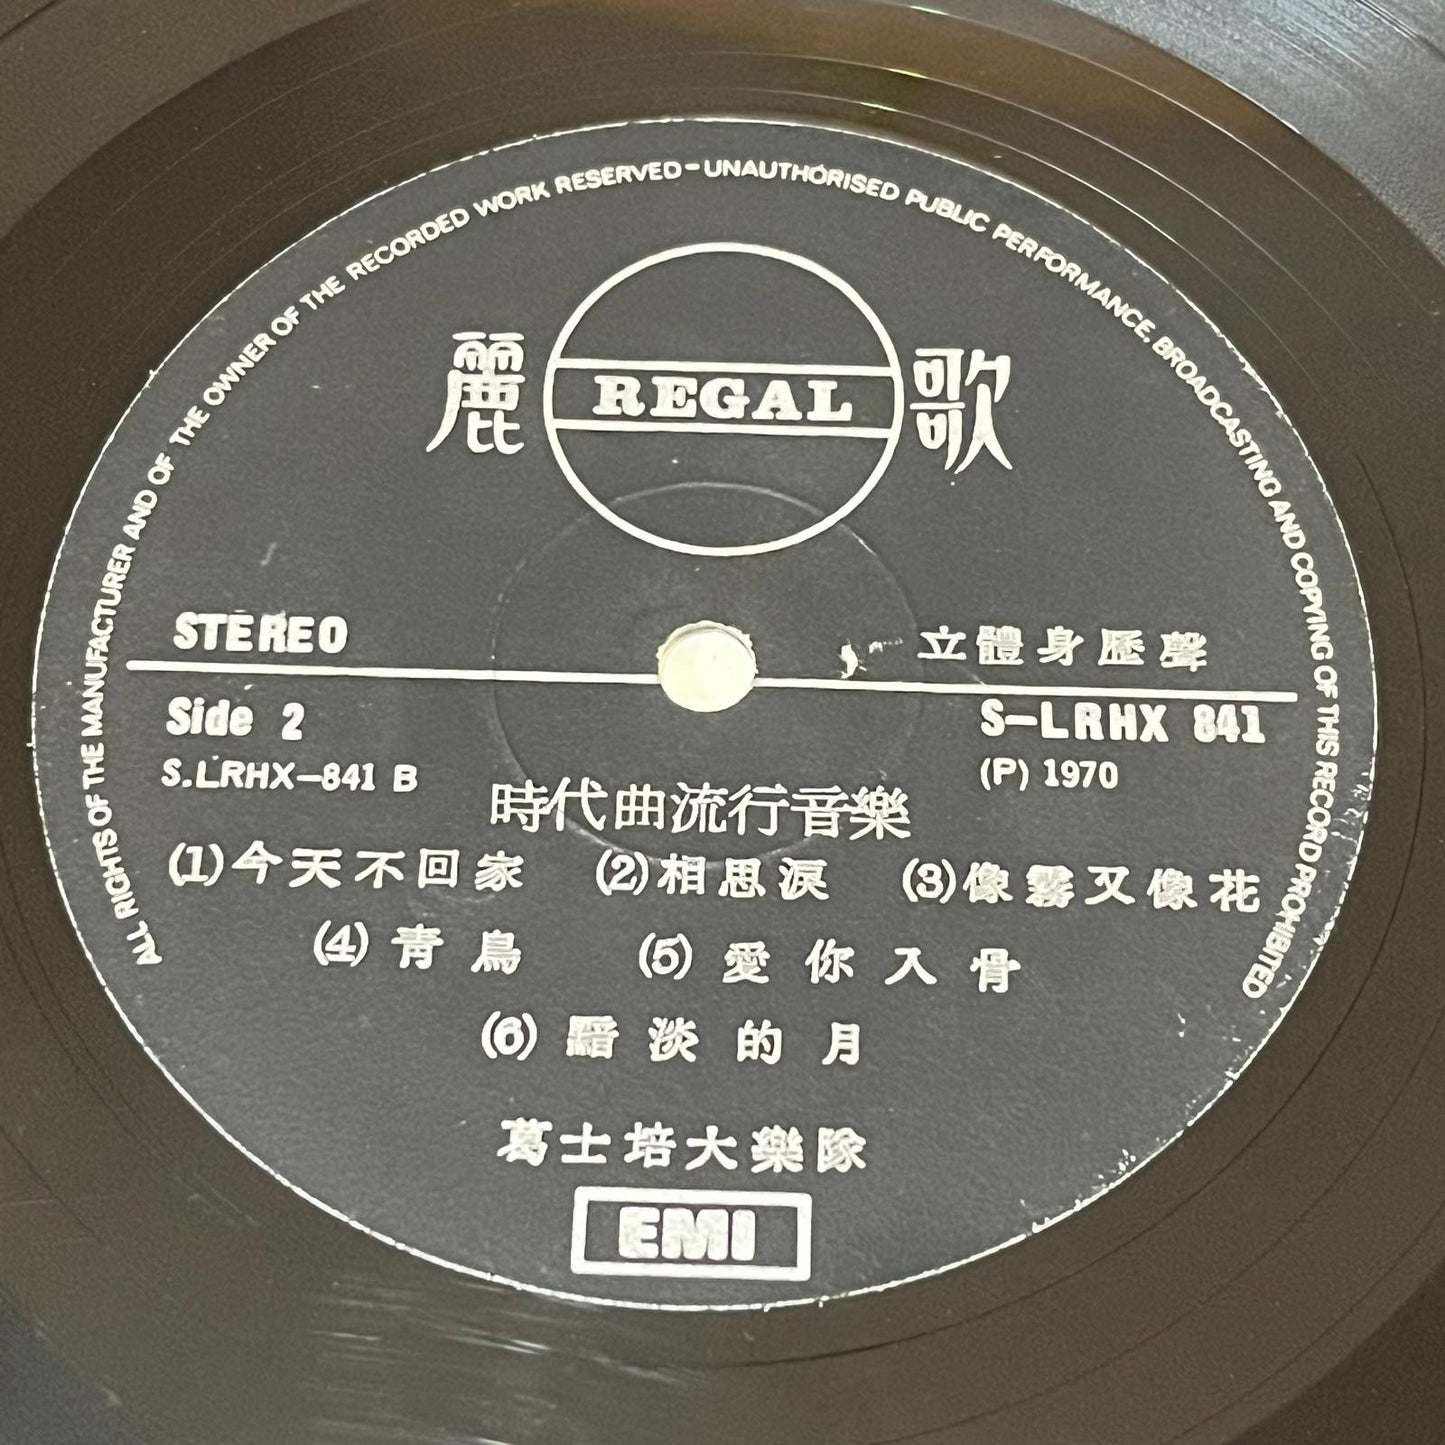 ALL RIGHTS OF THE MANUFACTURER AND OF THE OWNER OF THE RECORDED WORK RESERVED-UNAUTHORISED PUBLIC PERFORMANCE, BROADCASTING AND COPYING OF THIS RECORD PROHIBITED
麗 REGAL 歌
STEREO 立體身歷聲
Side 2 S-LRHX 841
S.LRHX-841 B (P) 1970
時代曲流行音樂
(1)今天不回家 (2)相思淚 (3)像霧又像花
(4)青鳥 (5)愛你入骨
(6)黯淡的月
葛士培大樂隊
EMI